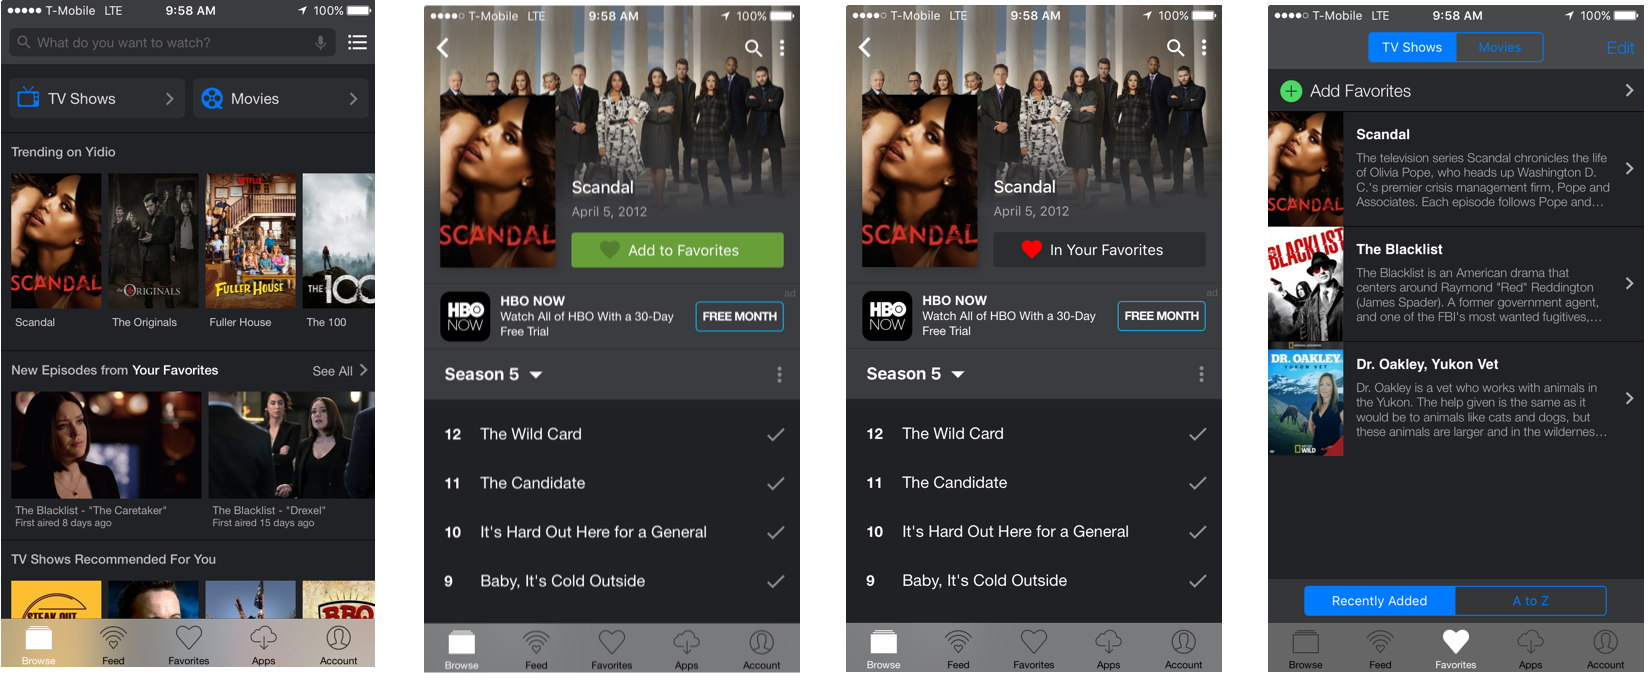 T-Mobile LTE 9:58 AM 100%
What do you want to watch?
TV Shows
Movies
Trending on Yidio
SCANDAL
the ORIGINALS
NETFLIX
FULLER HOUSE
THE 100
Scandal
The Originals
Fuller House
The 100
New Episodes from Your Favorites
See All
The Blacklist - "The Caretaker"
First aired 8 days ago
The Blacklist - "Drexel"
First aired 15 days ago
TV Shows Recommended For You
STEAK OUT
BBQ
Browse
Feed
Favorites
Apps
Account
T-Mobile LTE 9:58 AM 100%
SCANDAL
Scandal
April 5, 2012
Add to Favorites
ad
HBO NOW
HBO NOW
Watch All of HBO With a 30-Day
Free Trial
FREE MONTH
Season 5
12 The Wild Card
11 The Candidate
10 It's Hard Out Here for a General
9 Baby, It's Cold Outside
Browse
Feed
Favorites
Apps
Account
T-Mobile LTE 9:58 AM 100%
SCANDAL
Scandal
April 5, 2012
In Your Favorites
ad
HBO NOW
HBO NOW
Watch All of HBO With a 30-Day
Free Trial
FREE MONTH
Season 5
12 The Wild Card
11 The Candidate
10 It's Hard Out Here for a General
9 Baby, It's Cold Outside
Browse
Feed
Favorites
Apps
Account
T-Mobile LTE 9:58 AM 100%
TV Shows
Movies
Edit
Add Favorites
SCANDAL
Scandal
The television series Scandal chronicles the life
of Olivia Pope, who heads up Washington D.
C.'s premier crisis management firm, Pope and
Associates. Each episode follows Pope and...
BLACKLIST
The Blacklist
The Blacklist is an American drama that
centers around Raymond "Red" Reddington
(James Spader). A former government agent,
and one of the FBI's most wanted fugitives,...
DR. OAKLEY
YUKON VET
WILD
Dr. Oakley, Yukon Vet
Dr. Oakley is a vet who works with animals in
the Yukon. The help given is the same as it
would be to animals like cats and dogs, but
these animals are larger and in the wildernes...
Recently Added
A to Z
Browse
Feed
Favorites
Apps
Account